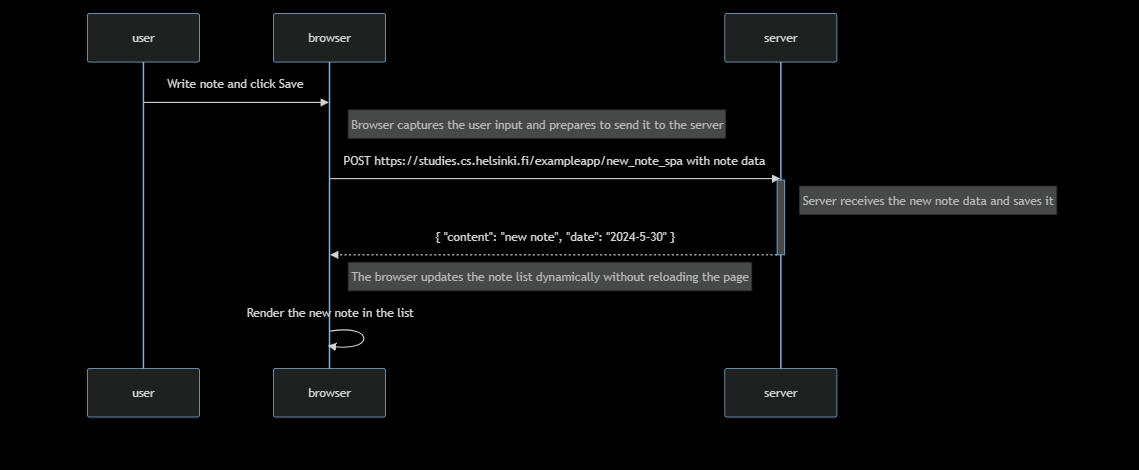 user
browser
server
Write note and click Save
Browser captures the user input and prepares to send it to the server
POST https://studies.cs.helsinki.fi/exampleapp/new_note_spa with note data
Server receives the new note data and saves it
{ "content": "new note", "date": "2024-5-30" }
The browser updates the note list dynamically without reloading the page
Render the new note in the list
user
browser
server